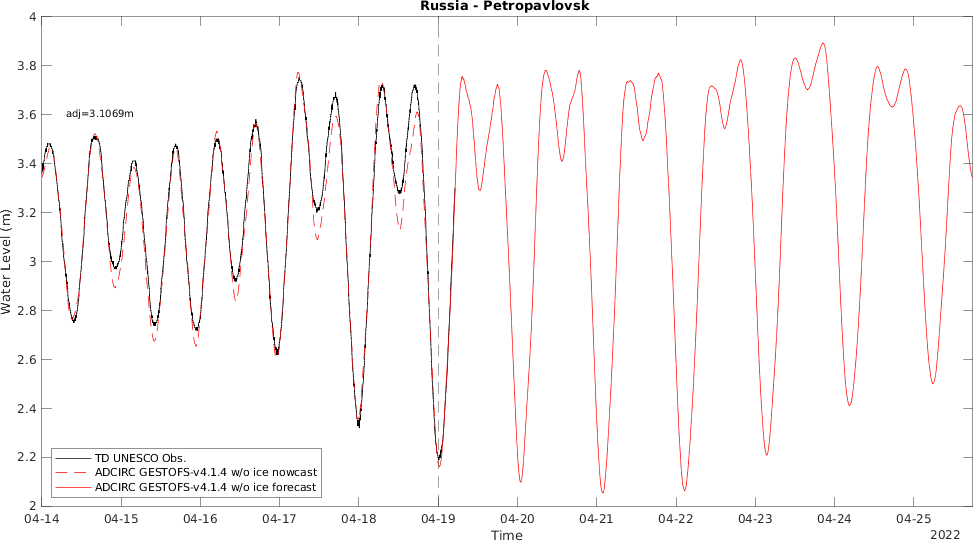 Russia - Petropavlovsk
4
3.8
adj=3.1069m
3.6
3.4
3.2
3
2.8
2.6
2.4
2.2
2
Water Level (m)
TD UNESCO Obs.
ADCIRC GESTOFS-v4.1.4 w/o ice nowcast
ADCIRC GESTOFS-v4.1.4 w/o ice forecast
04-14 04-15 04-16 04-17 04-18 04-19 04-20 04-21 04-22 04-23 04-24 04-25
Time
2022